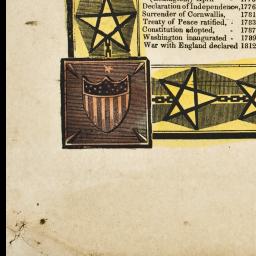 Declaration of Independence, 1776
Surrender of Cornwallis, 1781
Treaty of Peace ratified, - 1783
Constitution adopted, - 1787
Washington inaugurated - 1789
War with England declared 1812